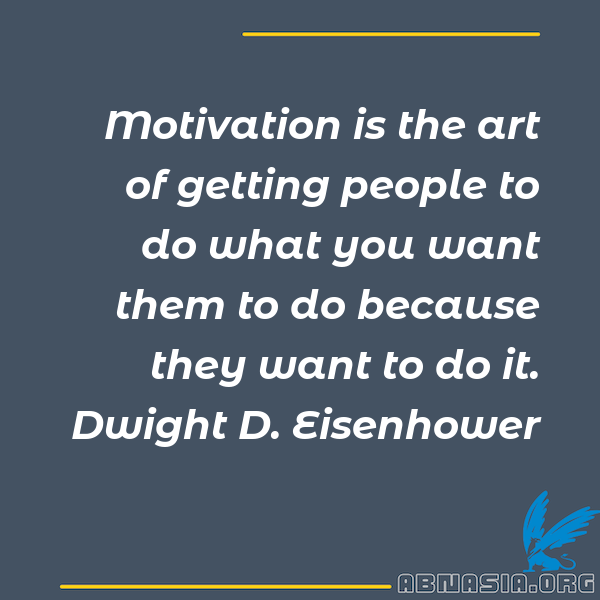 Motivation is the art
of getting people to
do what you want
them to do because
they want to do it.
Dwight D. Eisenhower
ABNASIA.ORG